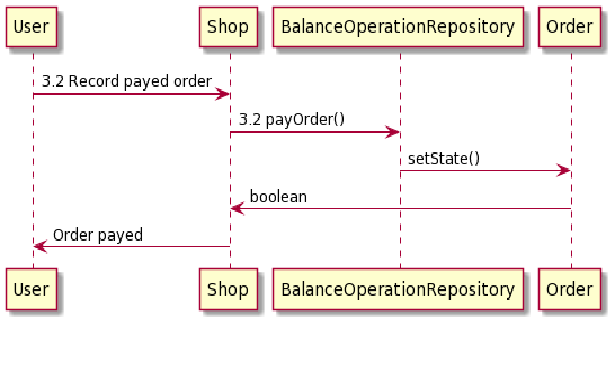 User
Shop
BalanceOperationRepository
Order
3.2 Record payed order
3.2 payOrder()
setState()
boolean
Order payed
User
Shop
BalanceOperationRepository
Order